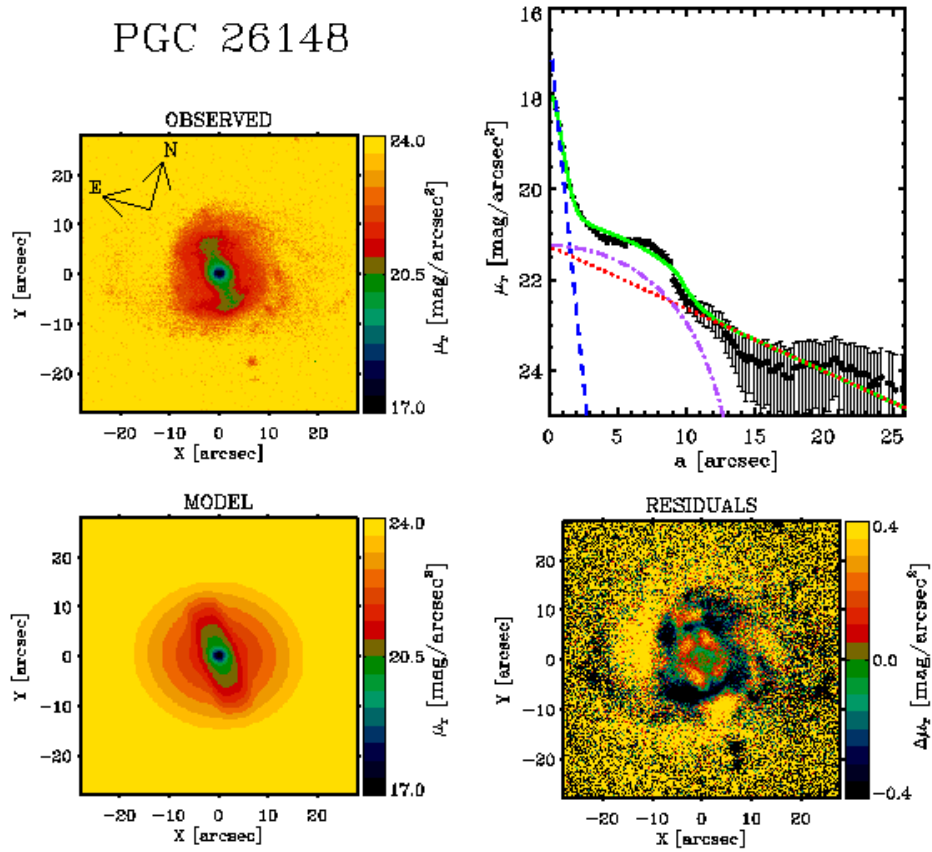 PGC 26148
OBSERVED
N
E
20
10
0
−10
−20
Y [arcsec]
−20 −10 0 10 20
X [arcsec]
24.0
20.5
17.0
μr [mag/arcsec²]
16
18
20
22
24
μr [mag/arcsec²]
0 5 10 15 20 25
a [arcsec]
MODEL
20
10
0
−10
−20
Y [arcsec]
−20 −10 0 10 20
X [arcsec]
24.0
20.5
17.0
μr [mag/arcsec²]
RESIDUALS
20
10
0
−10
−20
Y [arcsec]
−20 −10 0 10 20
X [arcsec]
0.4
0.0
−0.4
Δμr [mag/arcsec²]